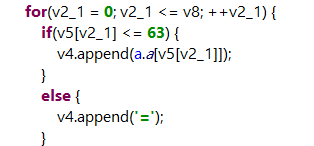 for(v2_1 = 0; v2_1 <= v8; ++v2_1) {
if(v5[v2_1] <= 63) {
v4.append(a.a[v5[v2_1]]);
}
else {
v4.append('=');
}